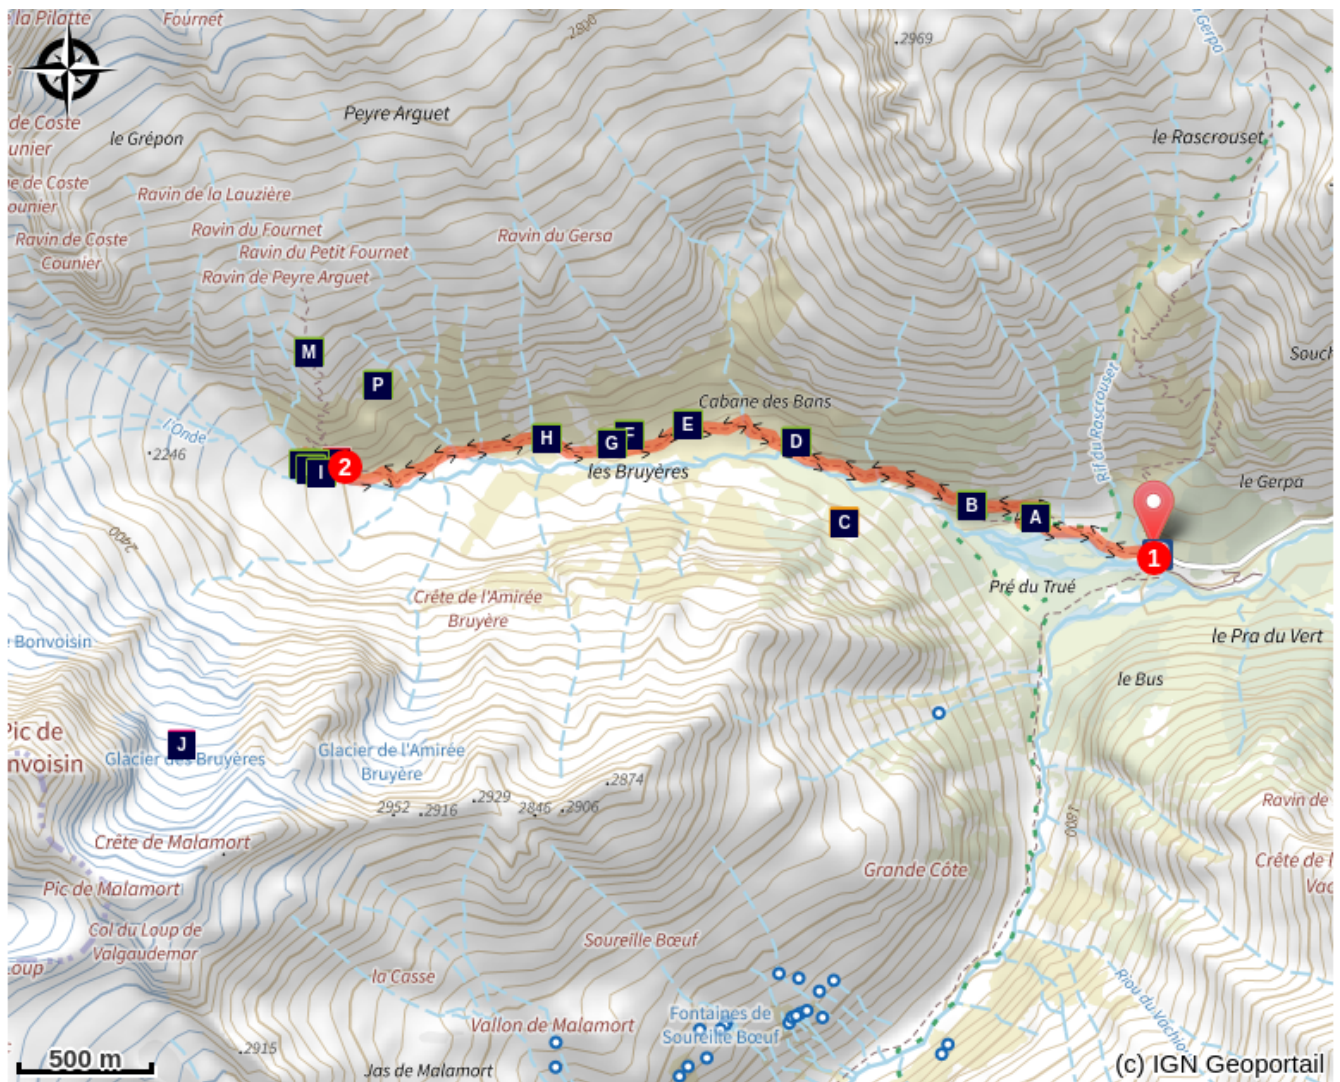 la Pilatte
Fournet
2800
.2969
Gerpa
de Coste
unier
le Grépon
Peyre Arguet
le Rascrouset
ue de Coste
ounier
Ravin de la Lauzière
Ravin de Coste
Counier
Ravin du Fournet
Ravin du Petit Fournet
Ravin de Peyre Arguet
Ravin du Gersa
M
P
Souch
Cabane des Bans
Rif du Rascrouset
l'Onde
.2246
I
2
H
G
F
E
D
les Bruyères
le Gerpa
C
B
A
1
2400
Pré du Trué
Crête de l'Amirée
Bruyère
Bonvoisin
le Pra du Vert
le Bus
Pic de
nvoisin
J
Glacier des Bruyères
Glacier de l'Amirée
Bruyère
2952
.2916
.2929
2846
.2906
.2874
1800
Ravin de
Crête de Malamort
Grande Côte
Crête de l
Vac
Pic de Malamort
Col du Loup de
Valgaudemar
Loup
Soureille Bœuf
la Casse
Riou du Vachio
Vallon de Malamort
Fontaines de
Soureille Bœuf
.2915
500 m
Jas de Malamort
(c) IGN Geoportail